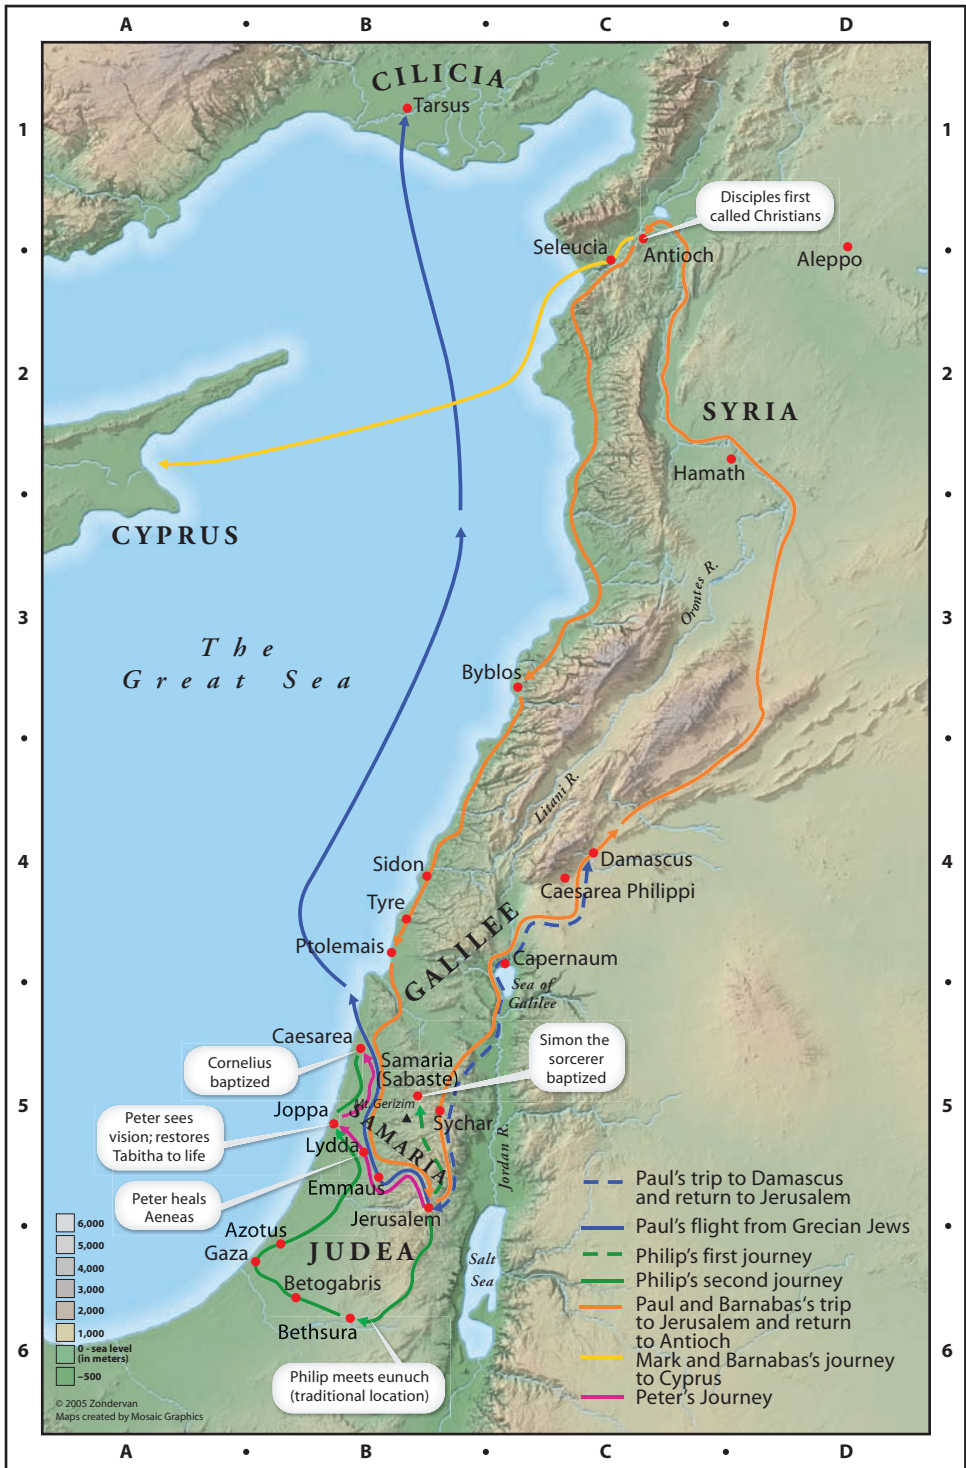 A • B • C • D
1
1
•
•
2
2
•
•
3
3
•
•
4
4
•
•
5
5
•
•
6
6
CILICIA
Tarsus
Disciples first
called Christians
Seleucia
Antioch
Aleppo
SYRIA
Hamath
CYPRUS
Orontes R.
The
Great Sea
Byblos
Litani R.
Sidon
Damascus
Caesarea Philippi
Tyre
GALILEE
Ptolemais
Capernaum
Sea of
Galilee
Caesarea
Cornelius
baptized
Samaria
(Sabaste)
Simon the
sorcerer
baptized
Mt. Gerizim
Joppa
Peter sees
vision; restores
Tabitha to life
SAMARIA
Sychar
Jordan R.
Lydda
Emmaus
Peter heals
Aeneas
Jerusalem
Azotus
Gaza
JUDEA
Salt
Sea
Betogabris
Bethsura
Philip meets eunuch
(traditional location)
Paul's trip to Damascus
and return to Jerusalem
Paul's flight from Grecian Jews
Philip's first journey
Philip's second journey
Paul and Barnabas's trip
to Jerusalem and return
to Antioch
Mark and Barnabas's journey
to Cyprus
Peter's Journey
6,000
5,000
4,000
3,000
2,000
1,000
0 - sea level
(in meters)
–500
© 2005 Zondervan
Maps created by Mosaic Graphics
A • B • C • D